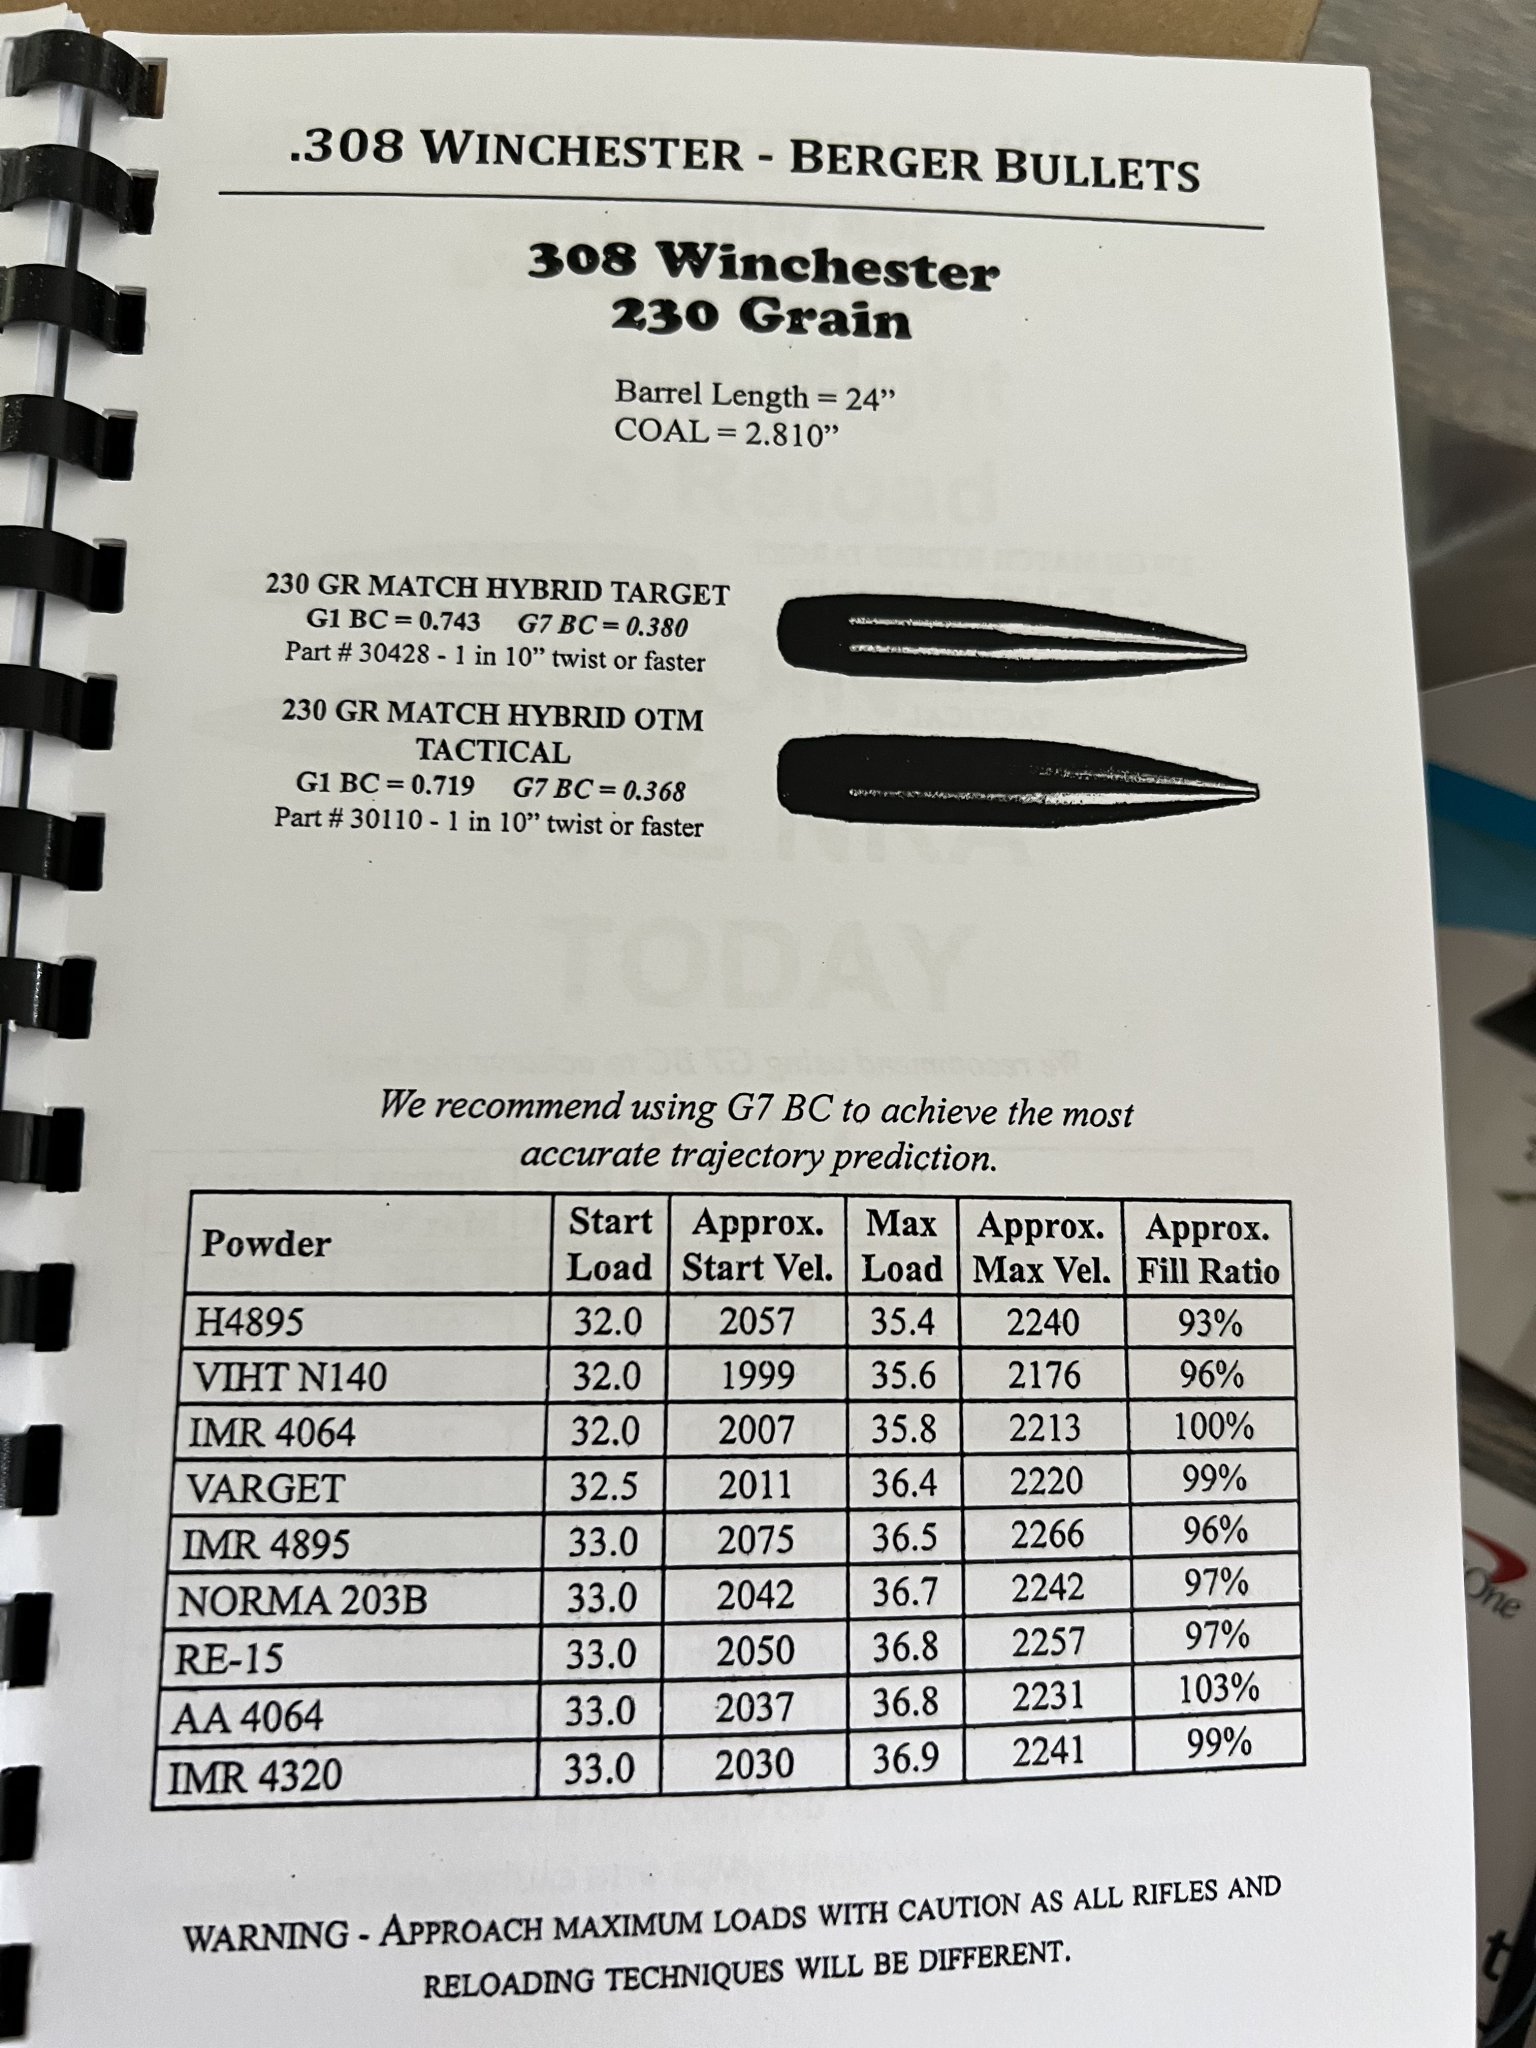 .308 WINCHESTER - BERGER BULLETS
308 Winchester
230 Grain
Barrel Length = 24”
COAL = 2.810”
230 GR MATCH HYBRID TARGET
G1 BC = 0.743 G7 BC = 0.380
Part # 30428 - 1 in 10” twist or faster
230 GR MATCH HYBRID OTM
TACTICAL
G1 BC = 0.719 G7 BC = 0.368
Part # 30110 - 1 in 10” twist or faster
We recommend using G7 BC to achieve the most
accurate trajectory prediction.
Powder Start Load Approx. Start Vel. Max Load Approx. Max Vel. Approx. Fill Ratio
H4895 32.0 2057 35.4 2240 93%
VIHT N140 32.0 1999 35.6 2176 96%
IMR 4064 32.0 2007 35.8 2213 100%
VARGET 32.5 2011 36.4 2220 99%
IMR 4895 33.0 2075 36.5 2266 96%
NORMA 203B 33.0 2042 36.7 2242 97%
RE-15 33.0 2050 36.8 2257 97%
AA 4064 33.0 2037 36.8 2231 103%
IMR 4320 33.0 2030 36.9 2241 99%
WARNING - APPROACH MAXIMUM LOADS WITH CAUTION AS ALL RIFLES AND
RELOADING TECHNIQUES WILL BE DIFFERENT.
One